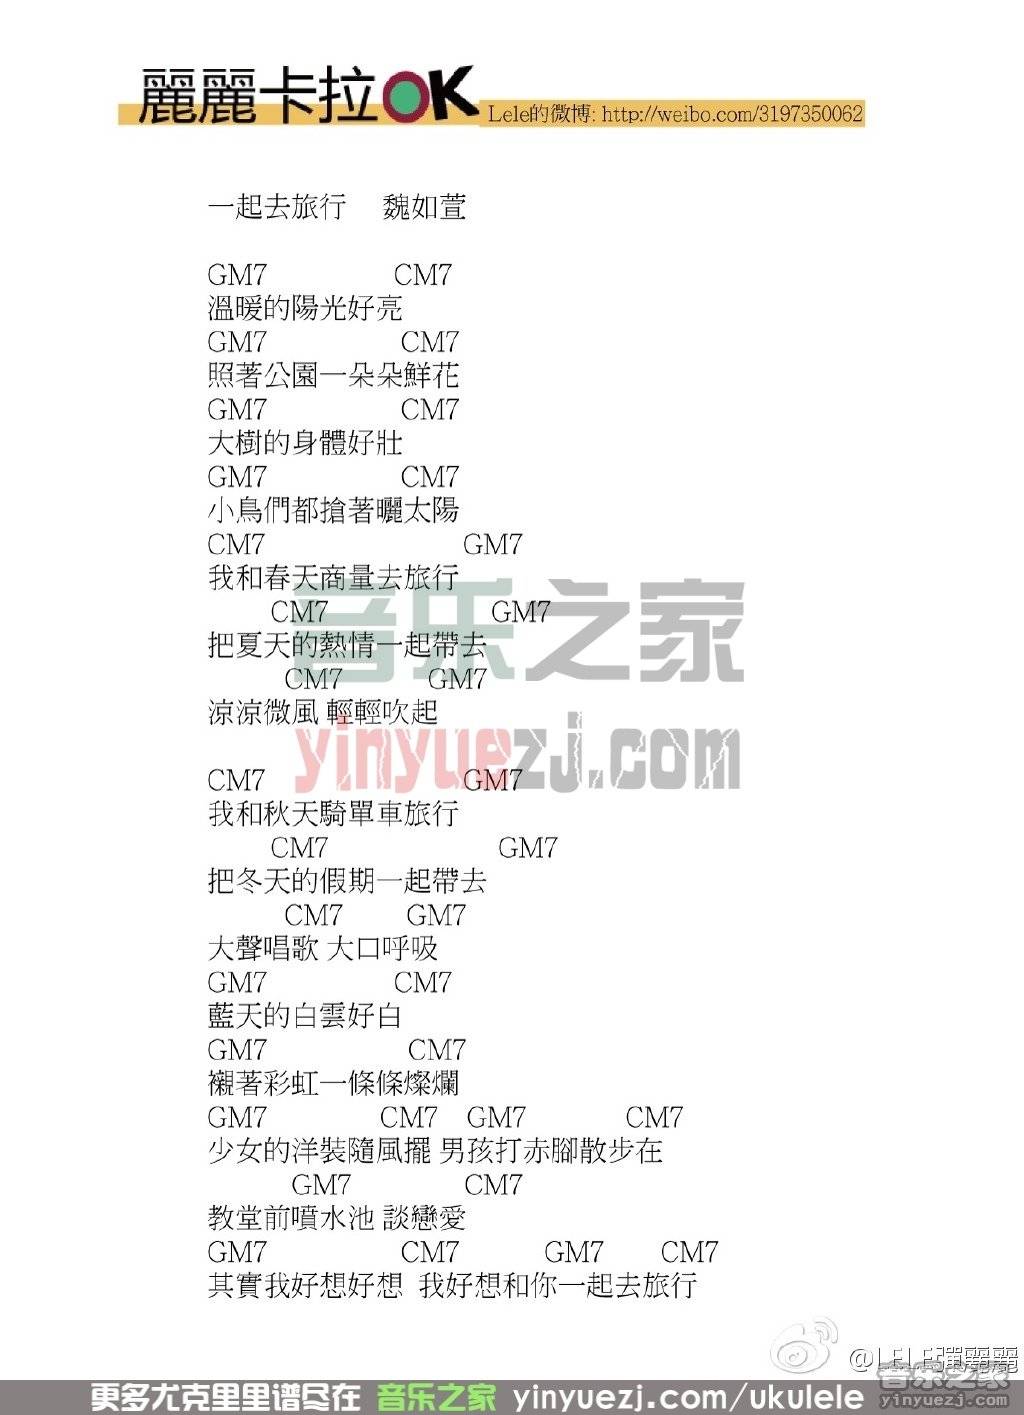 麗麗卡拉OK Lele的微博: http://weibo.com/3197350062
一起去旅行 魏如萱
GM7 CM7
溫暖的陽光好亮
GM7 CM7
照著公園一朵朵鮮花
GM7 CM7
大樹的身體好壯
GM7 CM7
小鳥們都搶著曬太陽
CM7 GM7
我和春天商量去旅行
CM7 GM7
把夏天的熱情一起帶去
CM7 GM7
涼涼微風 輕輕吹起
音乐之家
yinyuezj.com
CM7 GM7
我和秋天騎單車旅行
CM7 GM7
把冬天的假期一起帶去
CM7 GM7
大聲唱歌 大口呼吸
GM7 CM7
藍天的白雲好白
GM7 CM7
襯著彩虹一條條燦爛
GM7 CM7 GM7 CM7
少女的洋裝隨風擺 男孩打赤腳散步在
GM7 CM7
教堂前噴水池 談戀愛
GM7 CM7 GM7 CM7
其實我好想好想 我好想和你一起去旅行
@LELE彈麗麗
音乐之家
yinyuezj.com
更多尤克里里谱尽在 音乐之家 yinyuezj.com/ukulele